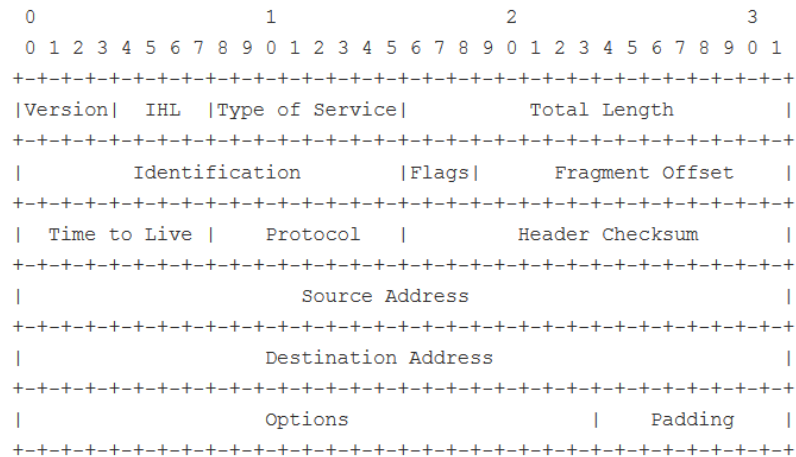 0                   1                   2                   3
0 1 2 3 4 5 6 7 8 9 0 1 2 3 4 5 6 7 8 9 0 1 2 3 4 5 6 7 8 9 0 1
+-+-+-+-+-+-+-+-+-+-+-+-+-+-+-+-+-+-+-+-+-+-+-+-+-+-+-+-+-+-+-+-+
|Version|  IHL  |Type of Service|          Total Length         |
+-+-+-+-+-+-+-+-+-+-+-+-+-+-+-+-+-+-+-+-+-+-+-+-+-+-+-+-+-+-+-+-+
|         Identification        |Flags|      Fragment Offset    |
+-+-+-+-+-+-+-+-+-+-+-+-+-+-+-+-+-+-+-+-+-+-+-+-+-+-+-+-+-+-+-+-+
|  Time to Live |    Protocol   |         Header Checksum       |
+-+-+-+-+-+-+-+-+-+-+-+-+-+-+-+-+-+-+-+-+-+-+-+-+-+-+-+-+-+-+-+-+
|                       Source Address                          |
+-+-+-+-+-+-+-+-+-+-+-+-+-+-+-+-+-+-+-+-+-+-+-+-+-+-+-+-+-+-+-+-+
|                    Destination Address                        |
+-+-+-+-+-+-+-+-+-+-+-+-+-+-+-+-+-+-+-+-+-+-+-+-+-+-+-+-+-+-+-+-+
|                    Options                    |    Padding    |
+-+-+-+-+-+-+-+-+-+-+-+-+-+-+-+-+-+-+-+-+-+-+-+-+-+-+-+-+-+-+-+-+